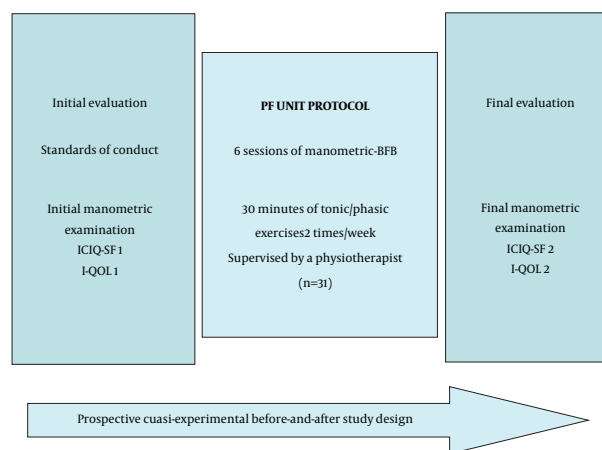 Initial evaluation
Standards of conduct
Initial manometric
examination
ICIQ-SF 1
I-QOL 1
PF UNIT PROTOCOL
6 sessions of manometric-BFB
30 minutes of tonic/phasic
exercises2 times/week
Supervised by a physiotherapist
(n=31)
Final evaluation
Final manometric
examination
ICIQ-SF 2
I-QOL 2
Prospective cuasi-experimental before-and-after study design